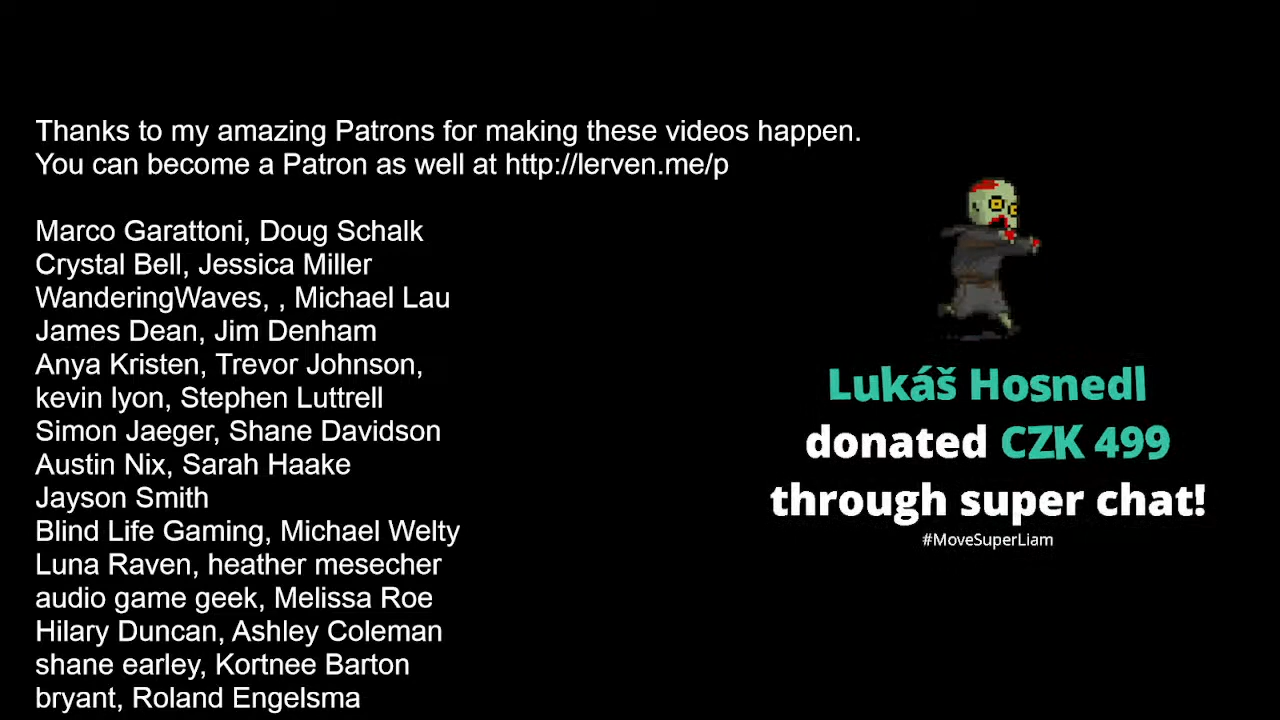 Thanks to my amazing Patrons for making these videos happen.
You can become a Patron as well at http://lerven.me/p
Marco Garattoni, Doug Schalk
Crystal Bell, Jessica Miller
WanderingWaves, , Michael Lau
James Dean, Jim Denham
Anya Kristen, Trevor Johnson,
kevin lyon, Stephen Luttrell
Simon Jaeger, Shane Davidson
Austin Nix, Sarah Haake
Jayson Smith
Blind Life Gaming, Michael Welty
Luna Raven, heather mesecher
audio game geek, Melissa Roe
Hilary Duncan, Ashley Coleman
shane earley, Kortnee Barton
bryant, Roland Engelsma
Lukáš Hosnedl
donated CZK 499
through super chat!
#MoveSuperLiam